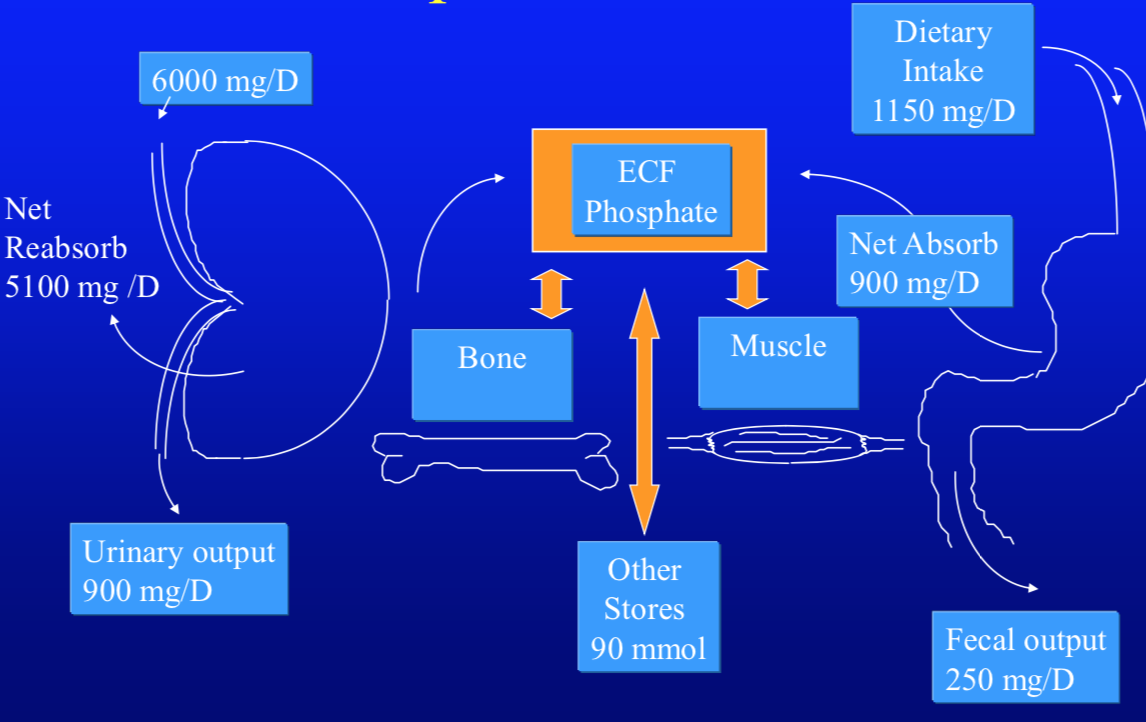 6000 mg/D
Net
Reabsorb
5100 mg /D
Urinary output
900 mg/D
ECF
Phosphate
Bone
Muscle
Other
Stores
90 mmol
Dietary
Intake
1150 mg/D
Net Absorb
900 mg/D
Fecal output
250 mg/D